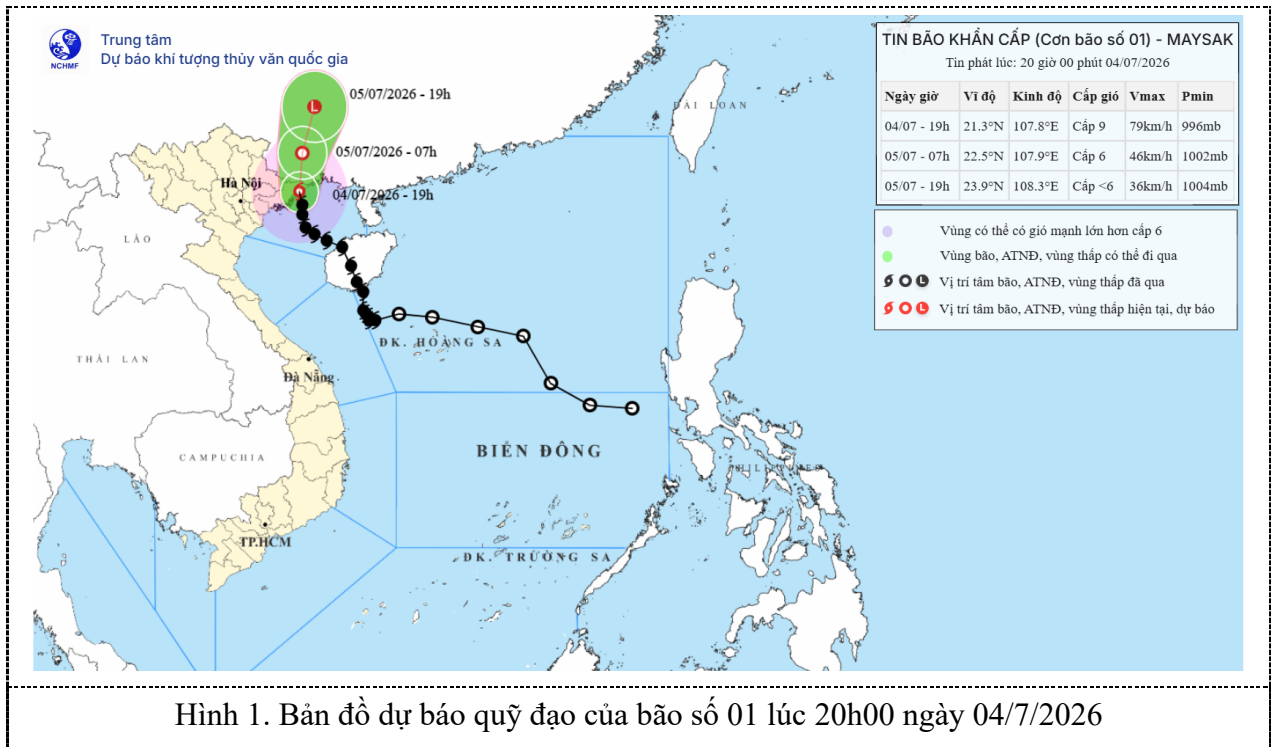 Trung tâm
Dự báo khí tượng thủy văn quốc gia
NCHMF
TIN BÃO KHẨN CẤP (Cơn bão số 01) - MAYSAK
Tin phát lúc: 20 giờ 00 phút 04/07/2026
Ngày giờ Vĩ độ Kinh độ Cấp gió Vmax Pmin
04/07 - 19h 21.3°N 107.8°E Cấp 9 79km/h 996mb
05/07 - 07h 22.5°N 107.9°E Cấp 6 46km/h 1002mb
05/07 - 19h 23.9°N 108.3°E Cấp <6 36km/h 1004mb
Vùng có thể có gió mạnh lớn hơn cấp 6
Vùng bão, ATNĐ, vùng thấp có thể đi qua
L Vị trí tâm bão, ATNĐ, vùng thấp đã qua
L Vị trí tâm bão, ATNĐ, vùng thấp hiện tại, dự báo
05/07/2026 - 19h
L
ĐÀI LOAN
05/07/2026 - 07h
Hà Nội
04/07/2026 - 19h
LÀO
ĐK. HOÀNG SA
THÁI LAN
Đà Nẵng
BIỂN ĐÔNG
CAMPUCHIA
PHILIPPINES
TP.HCM
ĐK. TRƯỜNG SA
Hình 1. Bản đồ dự báo quỹ đạo của bão số 01 lúc 20h00 ngày 04/7/2026